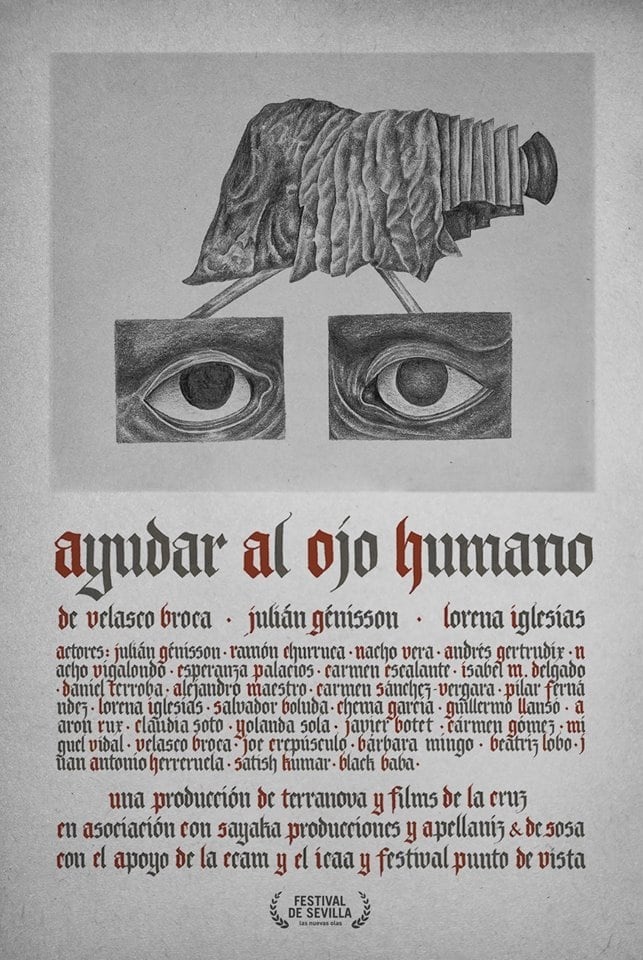 ayudar al ojo humano
de velasco broca · julián génisson · lorena iglesias
actores: julián génisson · ramón churruca · nacho vera · andrés gertrudix · n
acho vigalondo · esperanza palacios · carmen escalante · isabel m. delgado
· daniel terroba · alejandro maestro · carmen sánchez vergara · pilar ferná
ndez · lorena iglesias · salvador boluda · chema garcía · guillermo llansó · a
aron rux · claudia soto · yolanda sola · javier botet · carmen gómez · mi
guel vidal · velasco broca · joe crepúsculo · bárbara mingo · beatriz lobo · j
uan antonio herreruela · satish kumar · black baba ·
una producción de terranova y films de la cruz
en asociación con sayaka producciones y apellaniz & de sosa
con el apoyo de la ecam y el icaa y festival punto de vista
FESTIVAL
DE SEVILLA
las nuevas olas